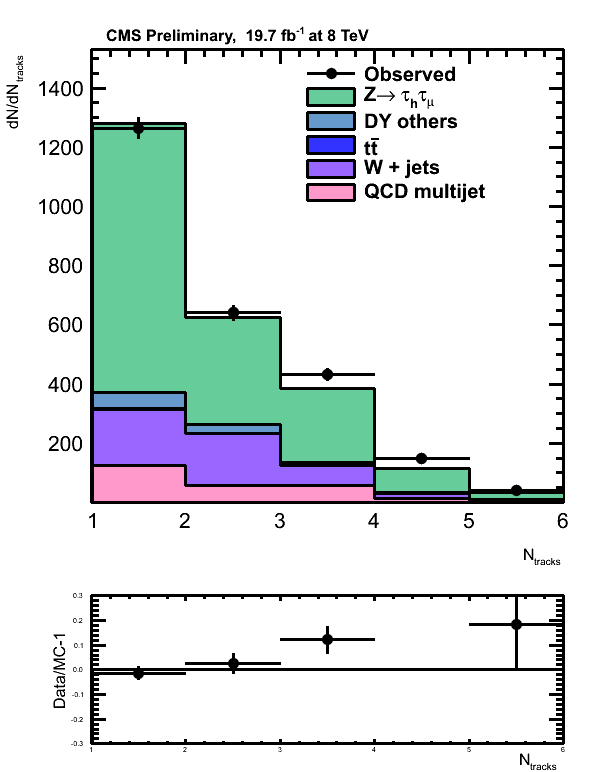 CMS Preliminary, 19.7 fb⁻¹ at 8 TeV
dN/dN_tracks
1400
1200
1000
800
600
400
200
Observed
Z→ τ_h τ_μ
DY others
tt̄
W + jets
QCD multijet
1 2 3 4 5 6
N_tracks
Data/MC-1
0.3
0.2
0.1
0.0
-0.1
-0.2
-0.3
1 2 3 4 5 6
N_tracks